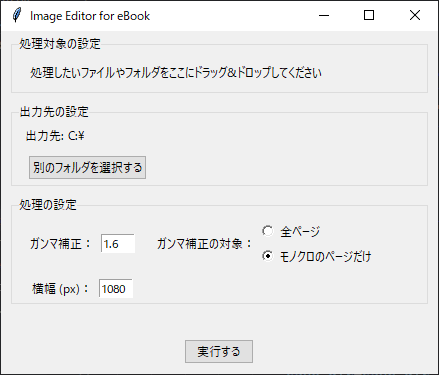 Image Editor for eBook
処理対象の設定
処理したいファイルやフォルダをここにドラッグ&ドロップしてください
出力先の設定
出力先: C:¥
別のフォルダを選択する
処理の設定
ガンマ補正： 1.6 ガンマ補正の対象： 全ページ
モノクロのページだけ
横幅 (px)： 1080
実行する